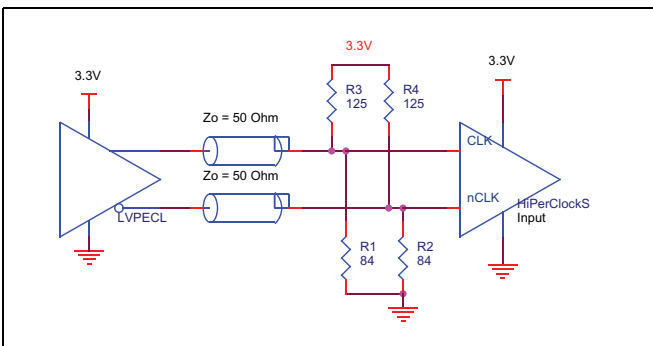 3.3V
3.3V
3.3V
R3
125
R4
125
Zo = 50 Ohm
CLK
Zo = 50 Ohm
nCLK
HiPerClockS
Input
LVPECL
R1
84
R2
84